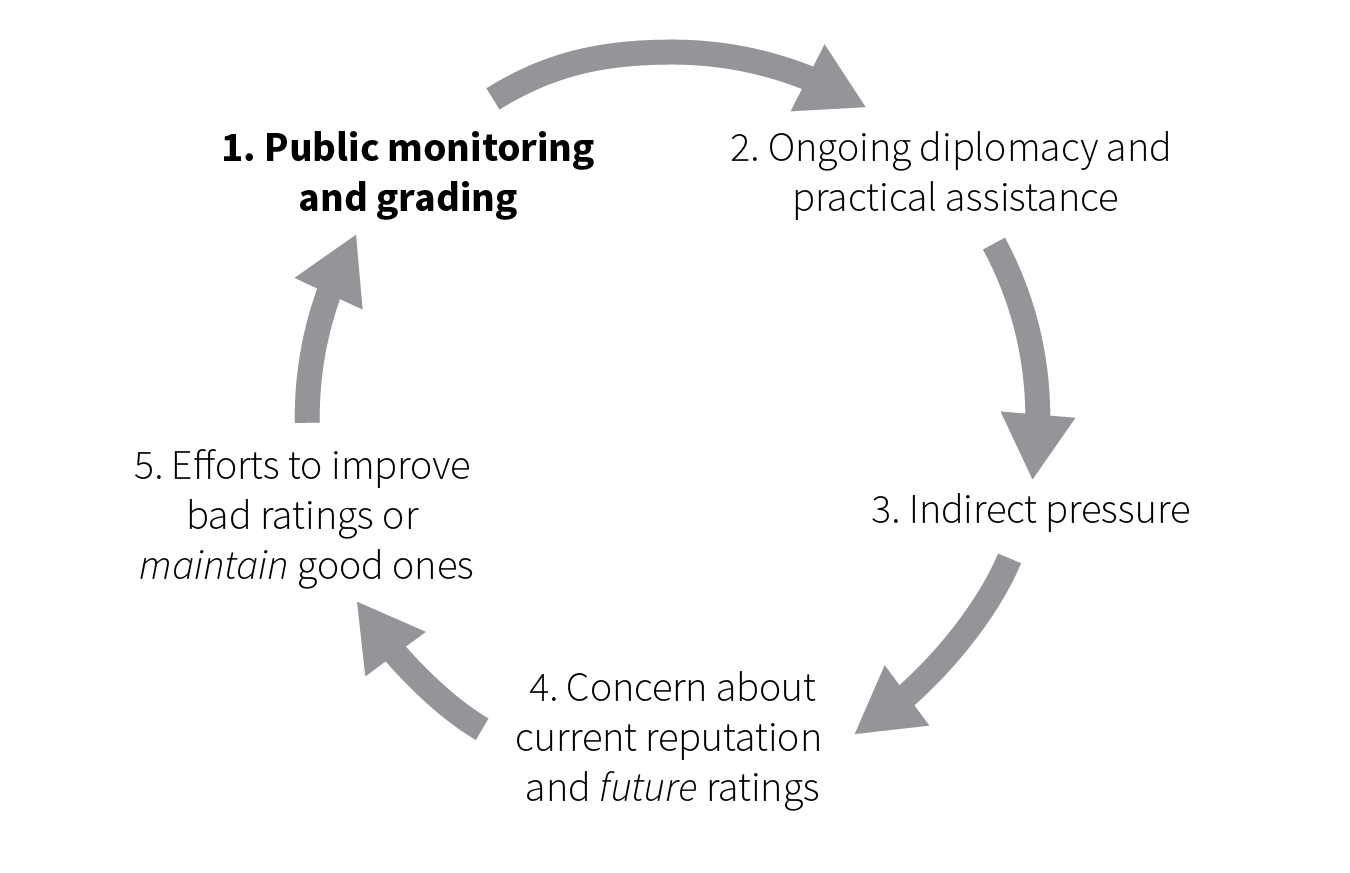 1. Public monitoring
and grading
2. Ongoing diplomacy and
practical assistance
3. Indirect pressure
4. Concern about
current reputation
and future ratings
5. Efforts to improve
bad ratings or
maintain good ones